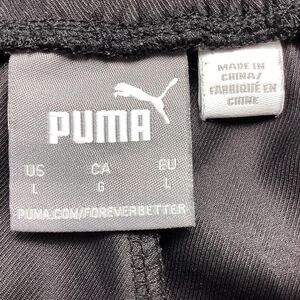 PUMA
US CA EU
L G L
PUMA.COM/FOREVERBETTER
MADE IN
CHINA/
FABRIQUÉ EN
CHINE